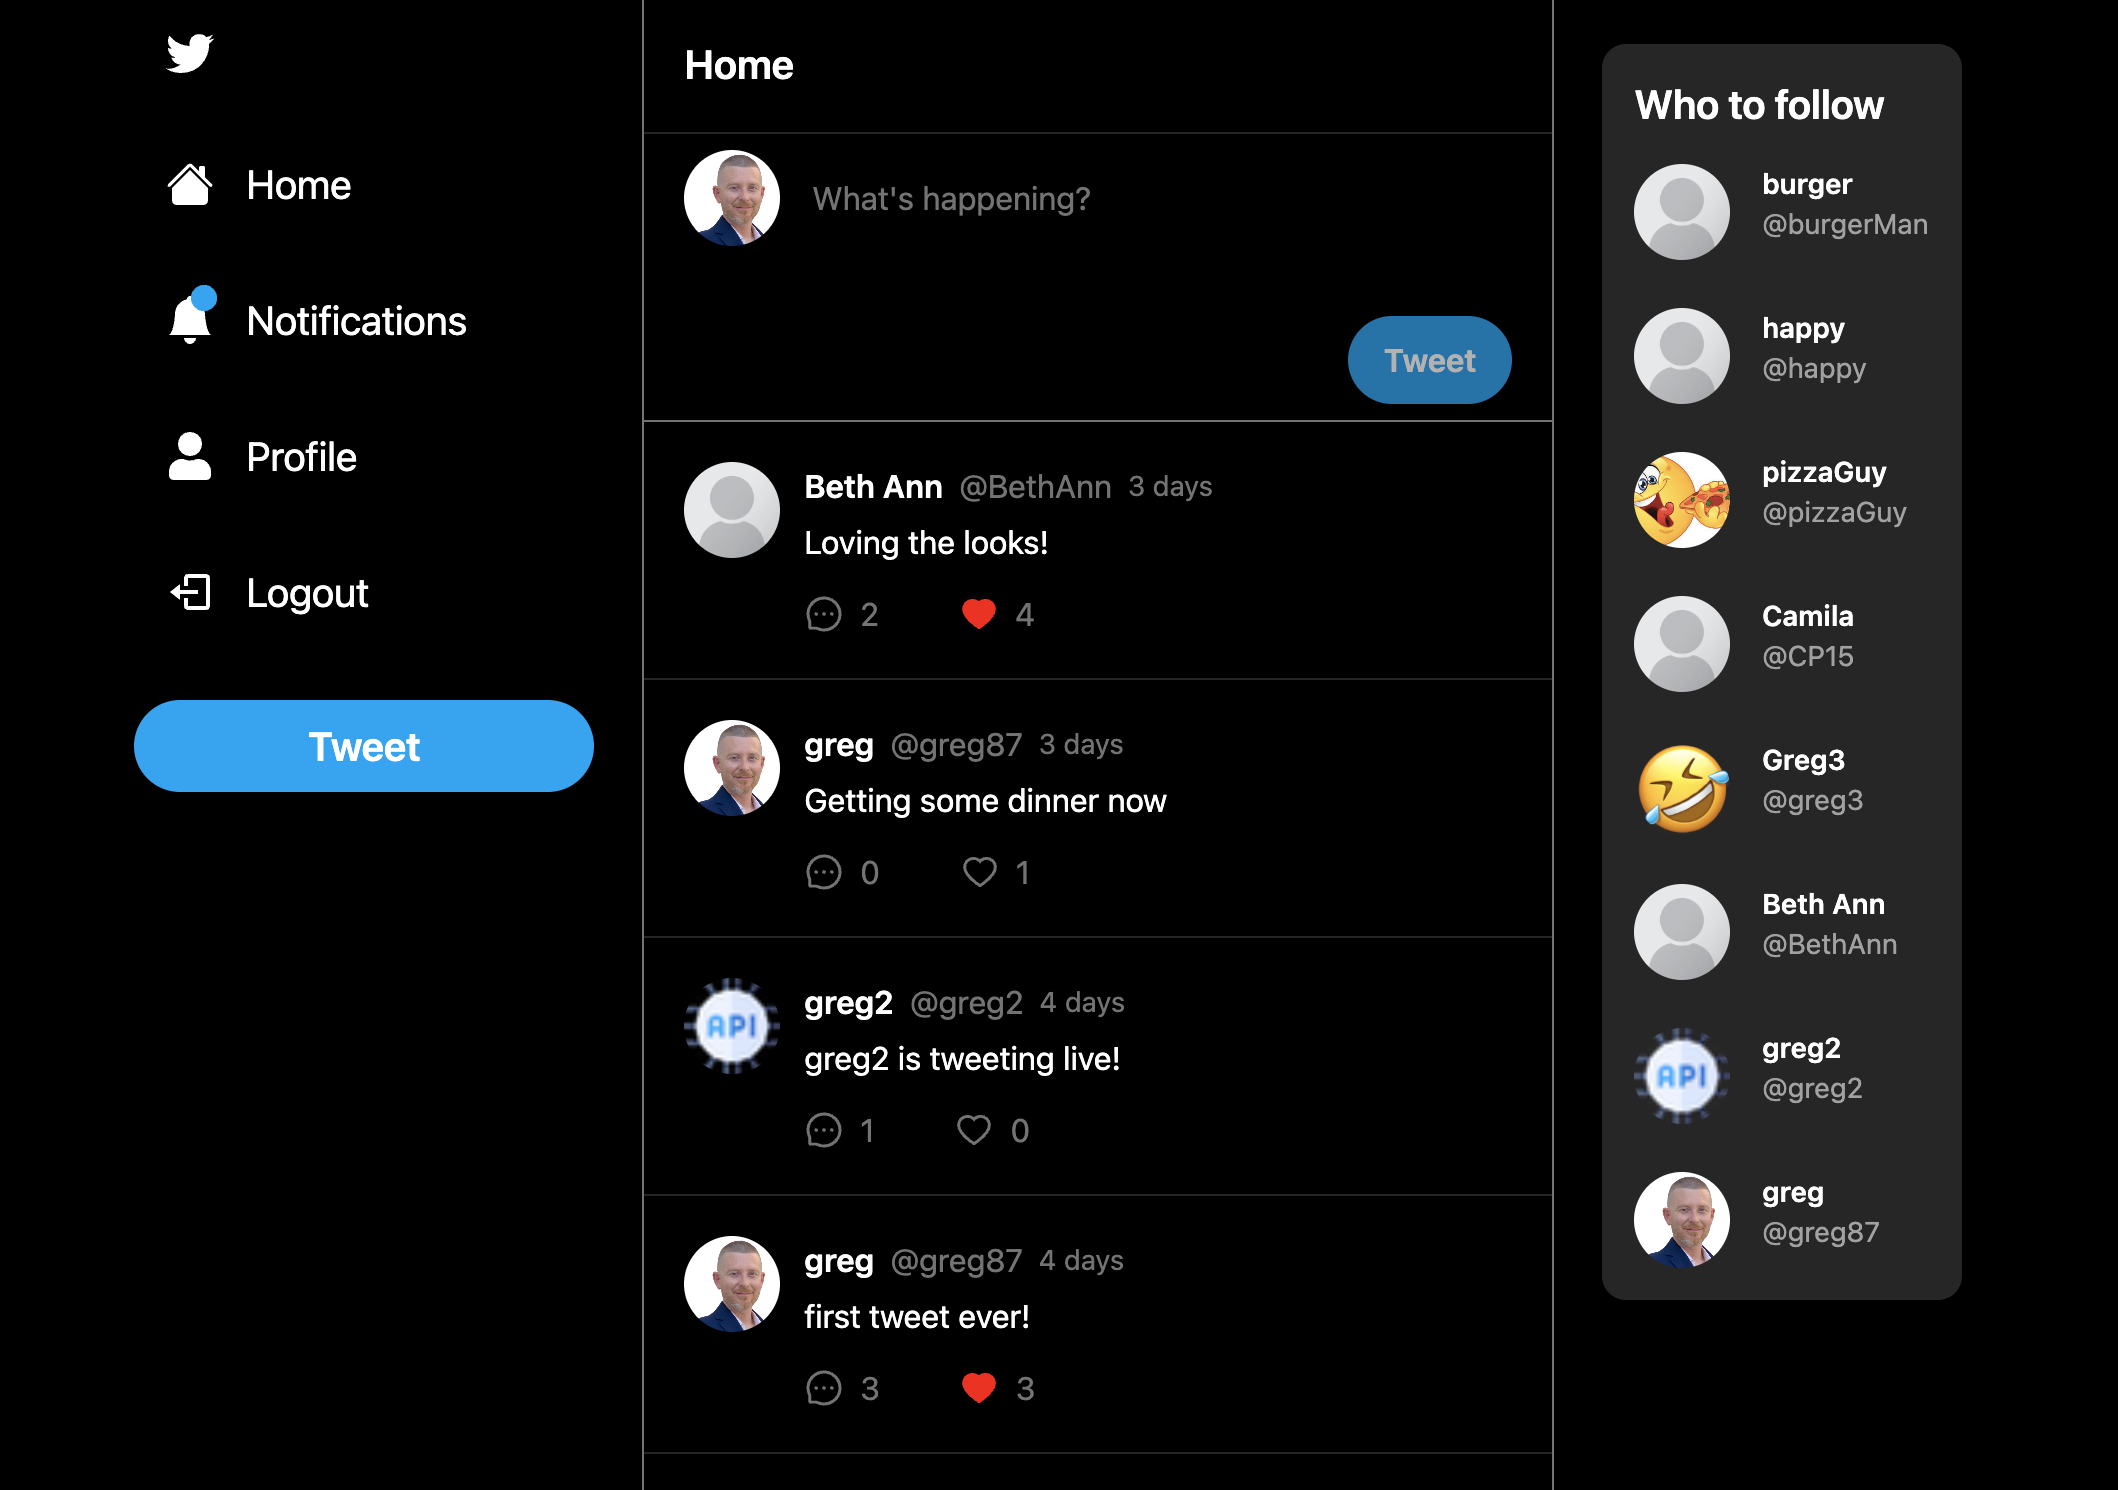 Home
Notifications
Profile
Logout
Tweet
Home
What's happening?
Tweet
Beth Ann @BethAnn 3 days
Loving the looks!
2 4
greg @greg87 3 days
Getting some dinner now
0 1
API
greg2 @greg2 4 days
greg2 is tweeting live!
1 0
greg @greg87 4 days
first tweet ever!
3 3
Who to follow
burger
@burgerMan
happy
@happy
pizzaGuy
@pizzaGuy
Camila
@CP15
Greg3
@greg3
Beth Ann
@BethAnn
API
greg2
@greg2
greg
@greg87